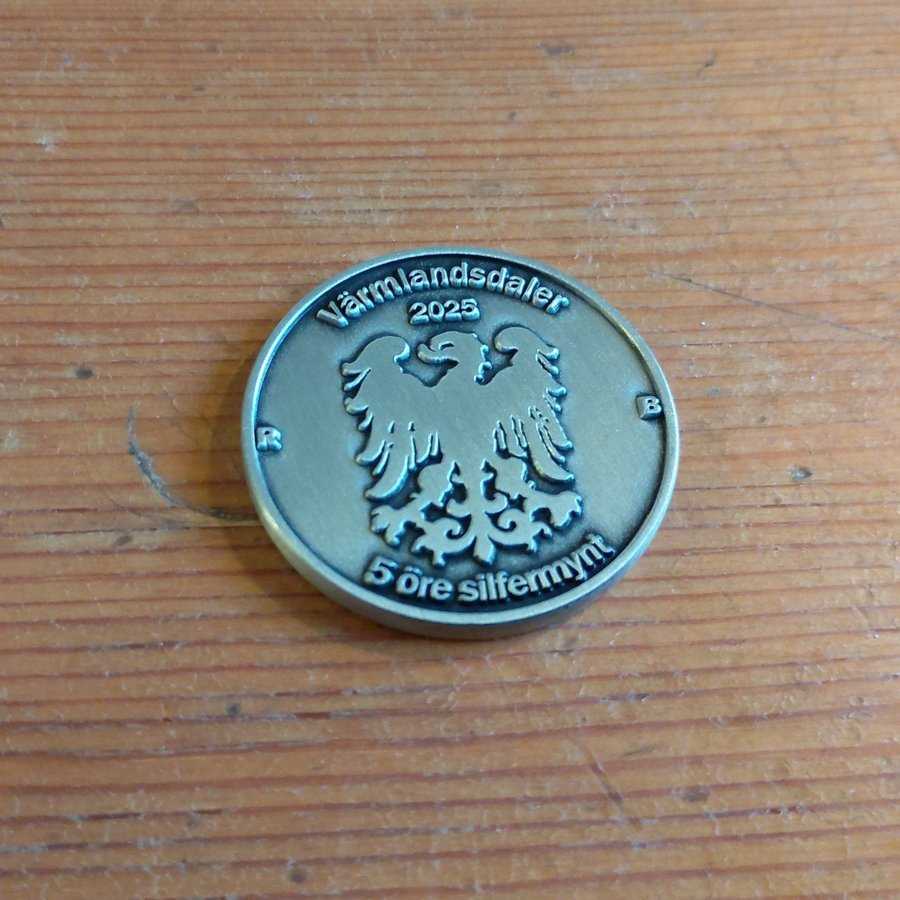 Värmlandsdaler
2025
R
B
5 öre silfermynt